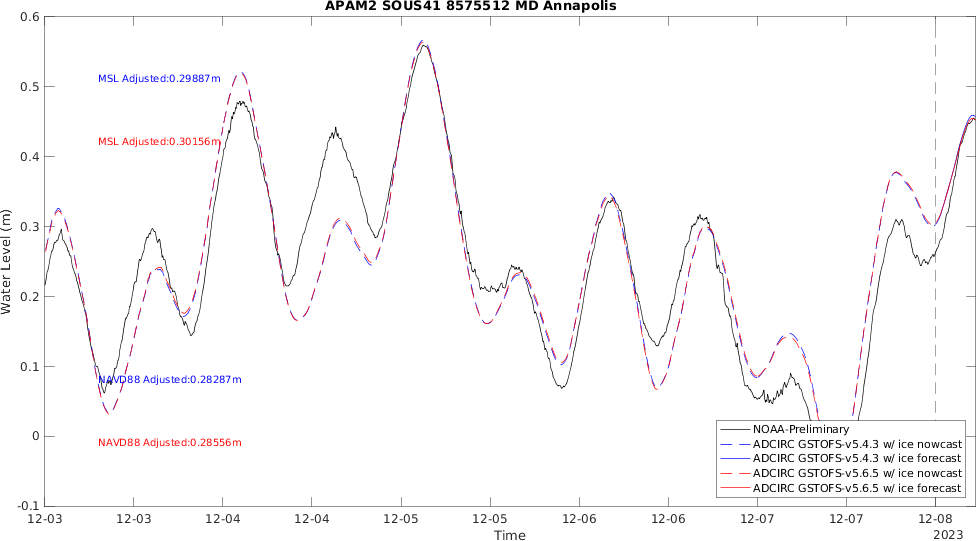 APAM2 SOUS41 8575512 MD Annapolis
0.6
0.5
0.4
0.3
0.2
0.1
0
-0.1
Water Level (m)
MSL Adjusted:0.29887m
MSL Adjusted:0.30156m
NAVD88 Adjusted:0.28287m
NAVD88 Adjusted:0.28556m
NOAA-Preliminary
ADCIRC GSTOFS-v5.4.3 w/ ice nowcast
ADCIRC GSTOFS-v5.4.3 w/ ice forecast
ADCIRC GSTOFS-v5.6.5 w/ ice nowcast
ADCIRC GSTOFS-v5.6.5 w/ ice forecast
12-03 12-03 12-04 12-04 12-05 12-05 12-06 12-06 12-07 12-07 12-08
Time
2023